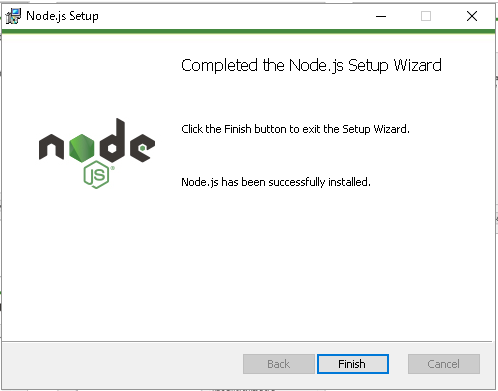 Node.js Setup
Completed the Node.js Setup Wizard
node
JS
Click the Finish button to exit the Setup Wizard.
Node.js has been successfully installed.
Back
Finish
Cancel